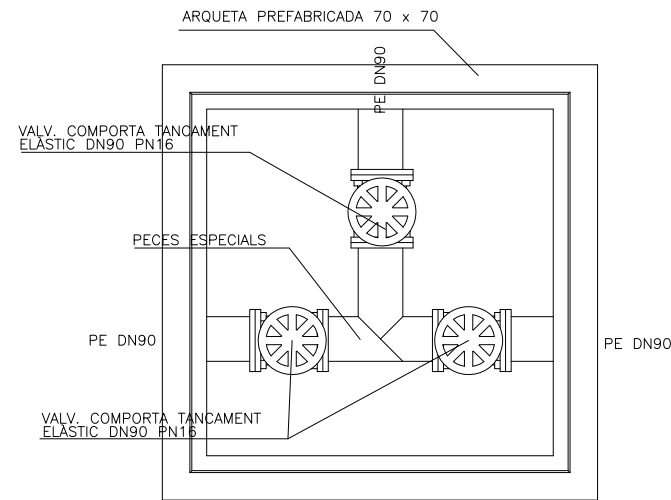 ARQUETA PREFABRICADA 70 x 70
PE DN90
VALV. COMPORTA TANCAMENT
ELÀSTIC DN90 PN16
PECES ESPECIALS
PE DN90
PE DN90
VALV. COMPORTA TANCAMENT
ELÀSTIC DN90 PN16